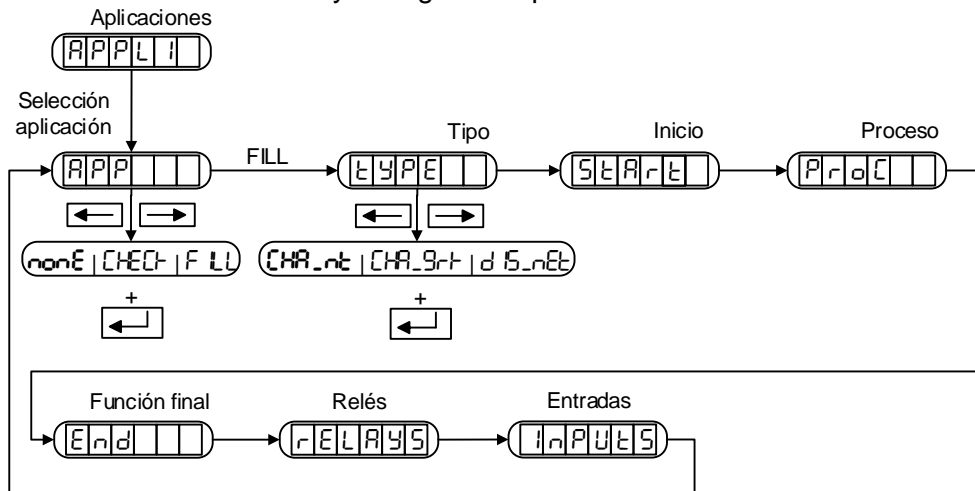 Aplicaciones
APPL1
Selección
aplicación
APP
FILL
Tipo
tYPE
Inicio
StArt
Proceso
ProC
nonE | CHECk | FILL
CHA_nt | CHA_Grk | dIS_nEt
+
+
Función final
End
Relés
rELAYS
Entradas
InPUtS